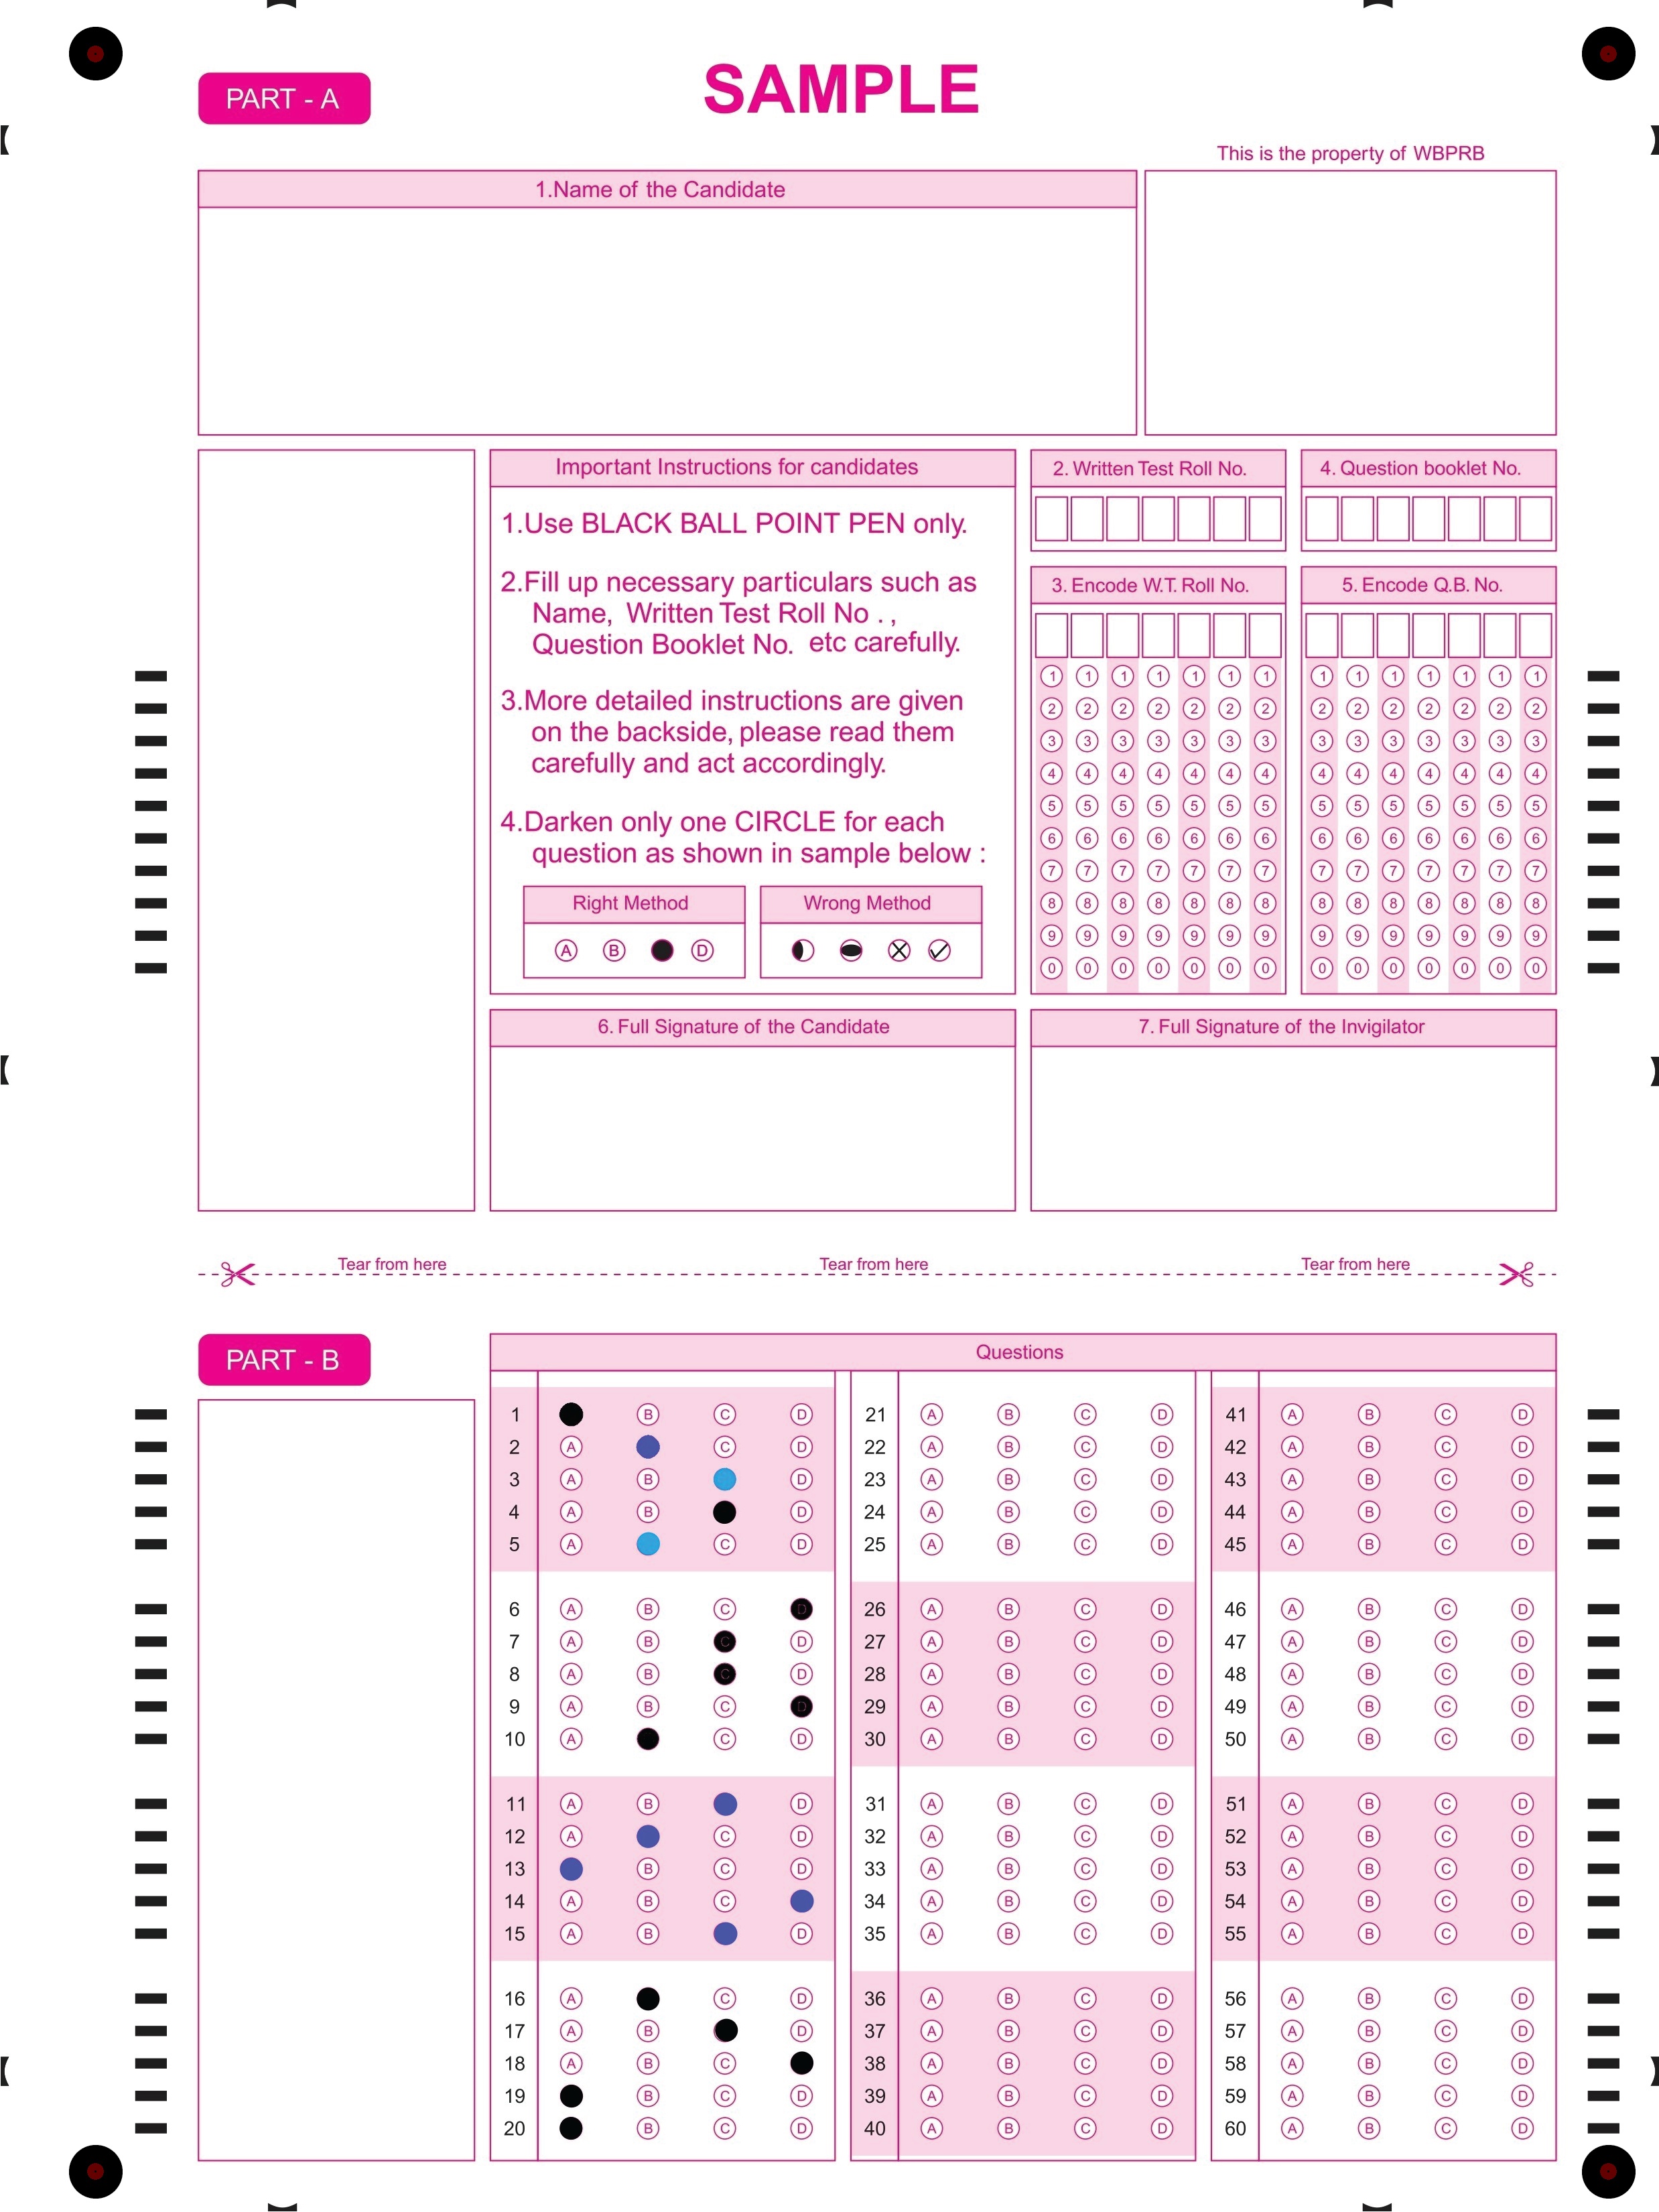 SAMPLE
PART - A
This is the property of WBPRB
1.Name of the Candidate
Important Instructions for candidates
1.Use BLACK BALL POINT PEN only.
2.Fill up necessary particulars such as
Name, Written Test Roll No . ,
Question Booklet No. etc carefully.
3.More detailed instructions are given
on the backside, please read them
carefully and act accordingly.
4.Darken only one CIRCLE for each
question as shown in sample below :
Right Method
A B D
Wrong Method
2. Written Test Roll No.
4. Question booklet No.
3. Encode W.T. Roll No.
1 1 1 1 1 1 1
2 2 2 2 2 2 2
3 3 3 3 3 3 3
4 4 4 4 4 4 4
5 5 5 5 5 5 5
6 6 6 6 6 6 6
7 7 7 7 7 7 7
8 8 8 8 8 8 8
9 9 9 9 9 9 9
0 0 0 0 0 0 0
5. Encode Q.B. No.
1 1 1 1 1 1 1
2 2 2 2 2 2 2
3 3 3 3 3 3 3
4 4 4 4 4 4 4
5 5 5 5 5 5 5
6 6 6 6 6 6 6
7 7 7 7 7 7 7
8 8 8 8 8 8 8
9 9 9 9 9 9 9
0 0 0 0 0 0 0
6. Full Signature of the Candidate
7. Full Signature of the Invigilator
Tear from here Tear from here Tear from here
PART - B
Questions
1 B C D
2 A C D
3 A B D
4 A B D
5 A C D
6 A B C D
7 A B C D
8 A B C D
9 A B C D
10 A C D
11 A B D
12 A C D
13 B C D
14 A B C
15 A B D
16 A C D
17 A B D
18 A B C
19 B C D
20 B C D
21 A B C D
22 A B C D
23 A B C D
24 A B C D
25 A B C D
26 A B C D
27 A B C D
28 A B C D
29 A B C D
30 A B C D
31 A B C D
32 A B C D
33 A B C D
34 A B C D
35 A B C D
36 A B C D
37 A B C D
38 A B C D
39 A B C D
40 A B C D
41 A B C D
42 A B C D
43 A B C D
44 A B C D
45 A B C D
46 A B C D
47 A B C D
48 A B C D
49 A B C D
50 A B C D
51 A B C D
52 A B C D
53 A B C D
54 A B C D
55 A B C D
56 A B C D
57 A B C D
58 A B C D
59 A B C D
60 A B C D